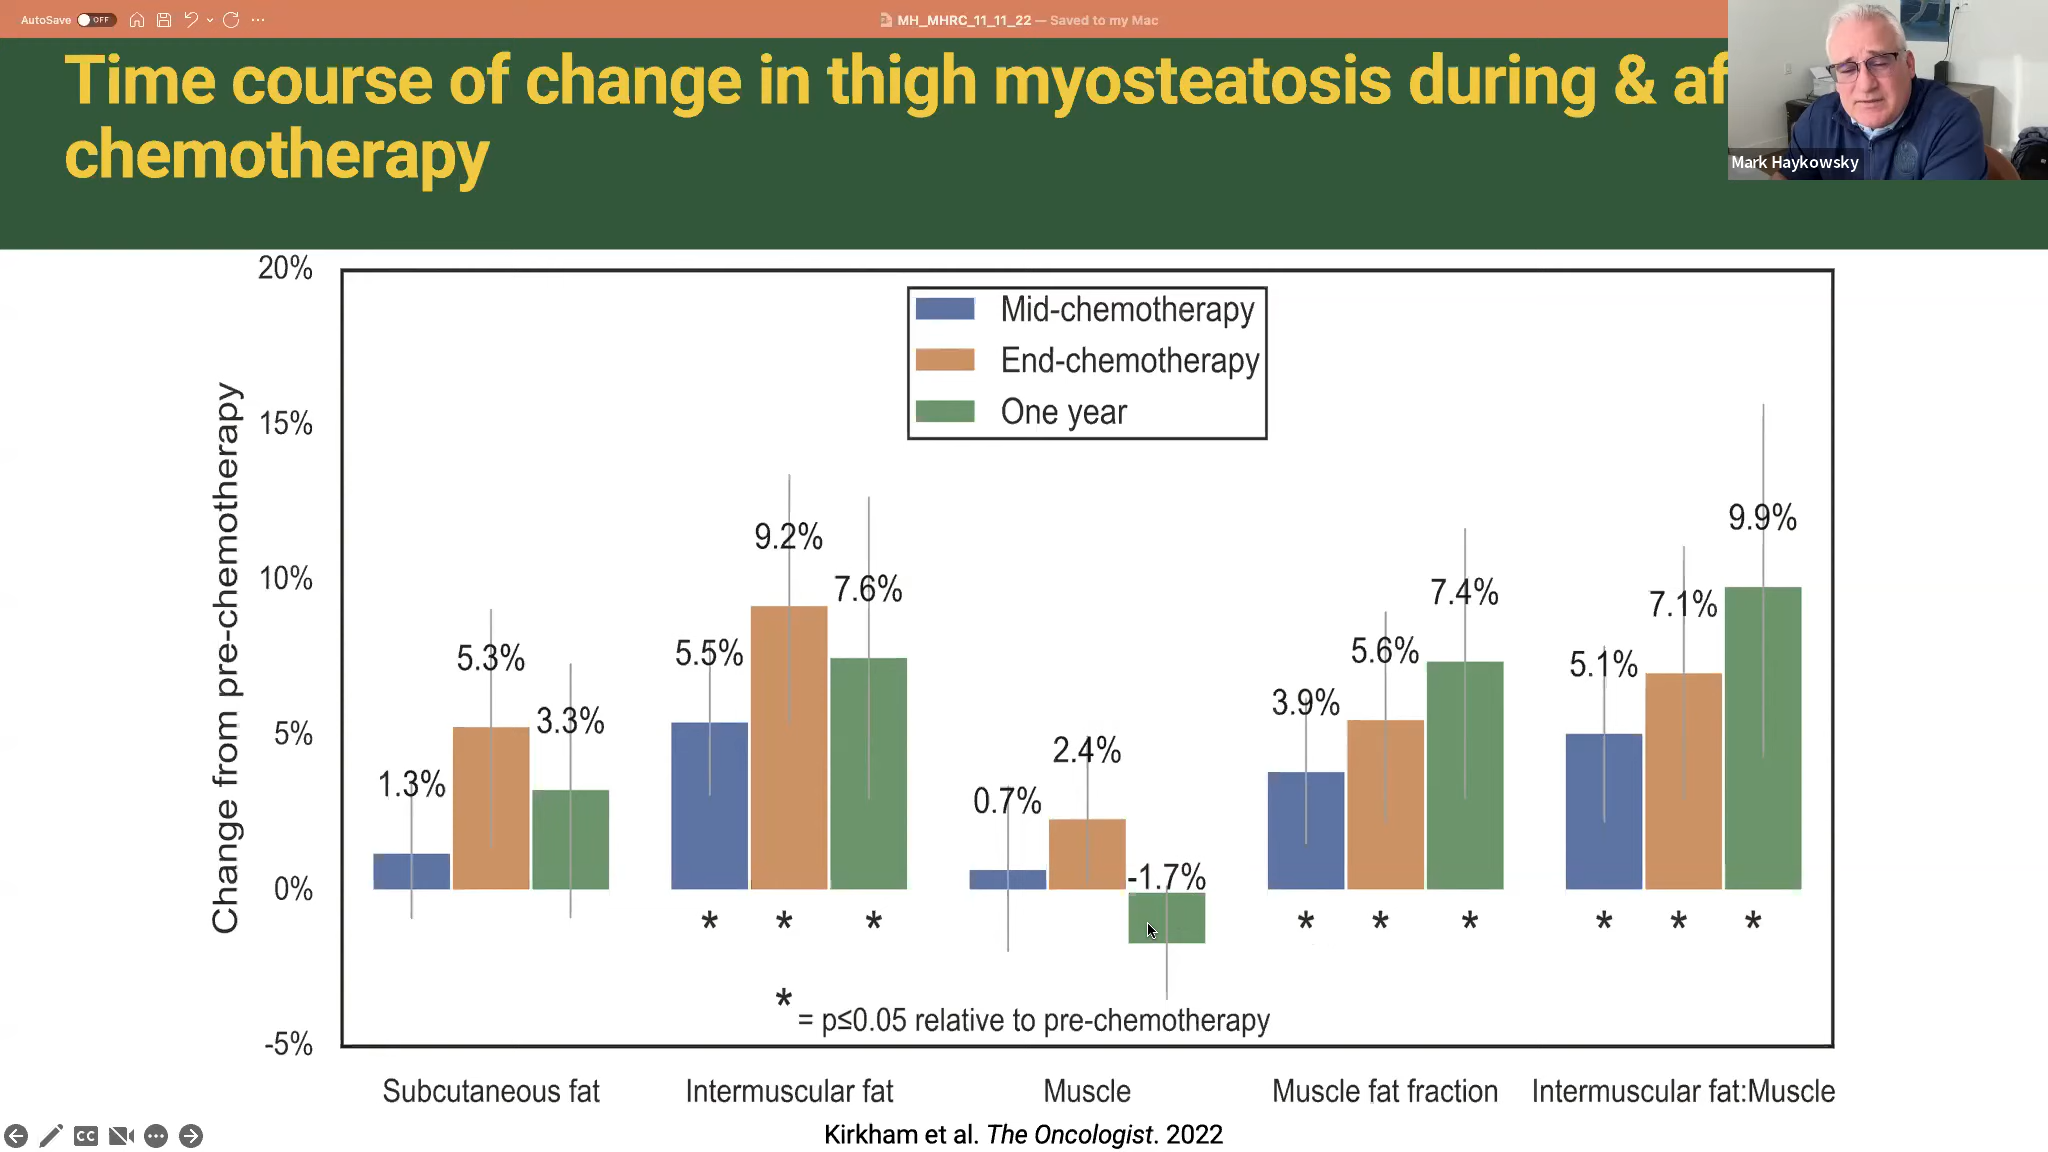 AutoSave OFF
MH_MHRC_11_11_22 — Saved to my Mac
Time course of change in thigh myosteatosis during & af
chemotherapy
Mark Haykowsky
Change from pre-chemotherapy
20%
15%
10%
5%
0%
-5%
Mid-chemotherapy
End-chemotherapy
One year
1.3%
5.3%
3.3%
5.5%
9.2%
7.6%
0.7%
2.4%
-1.7%
3.9%
5.6%
7.4%
5.1%
7.1%
9.9%
* * *
* * *
* * *
* = p≤0.05 relative to pre-chemotherapy
Subcutaneous fat
Intermuscular fat
Muscle
Muscle fat fraction
Intermuscular fat:Muscle
Kirkham et al. The Oncologist. 2022
CC